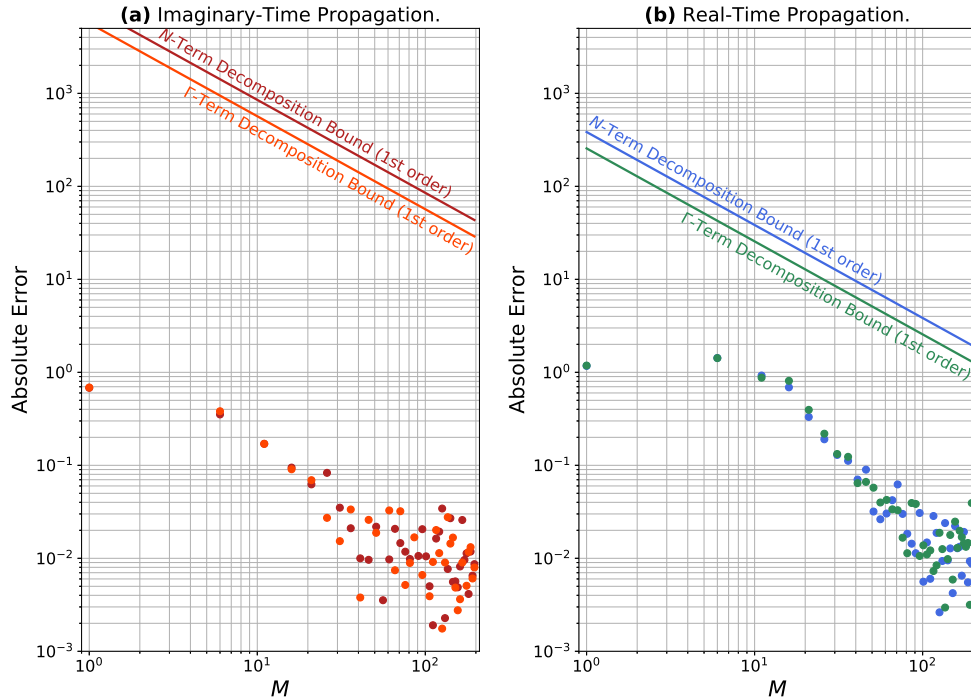 (a) Imaginary-Time Propagation.
Absolute Error
10³
10²
10¹
10⁰
10⁻¹
10⁻²
10⁻³
N-Term Decomposition Bound (1st order)
Γ-Term Decomposition Bound (1st order)
10⁰
10¹
10²
M
(b) Real-Time Propagation.
Absolute Error
10³
10²
10¹
10⁰
10⁻¹
10⁻²
10⁻³
N-Term Decomposition Bound (1st order)
Γ-Term Decomposition Bound (1st order)
10⁰
10¹
10²
M